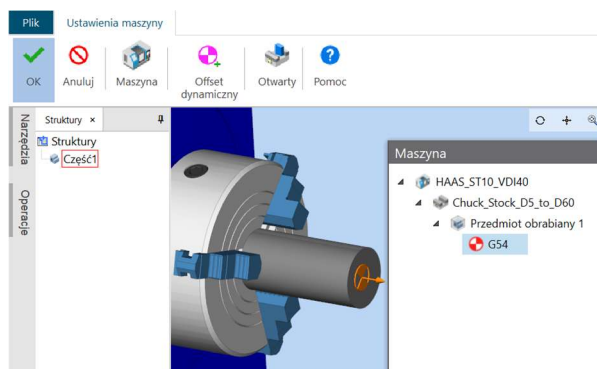 Plik Ustawienia maszyny
OK Anuluj Maszyna Offset dynamiczny Otwarty Pomoc
Narzędzia
Operacje
Struktury ×
Struktury
Część1
Maszyna
HAAS_ST10_VDI40
Chuck_Stock_D5_to_D60
Przedmiot obrabiany 1
G54